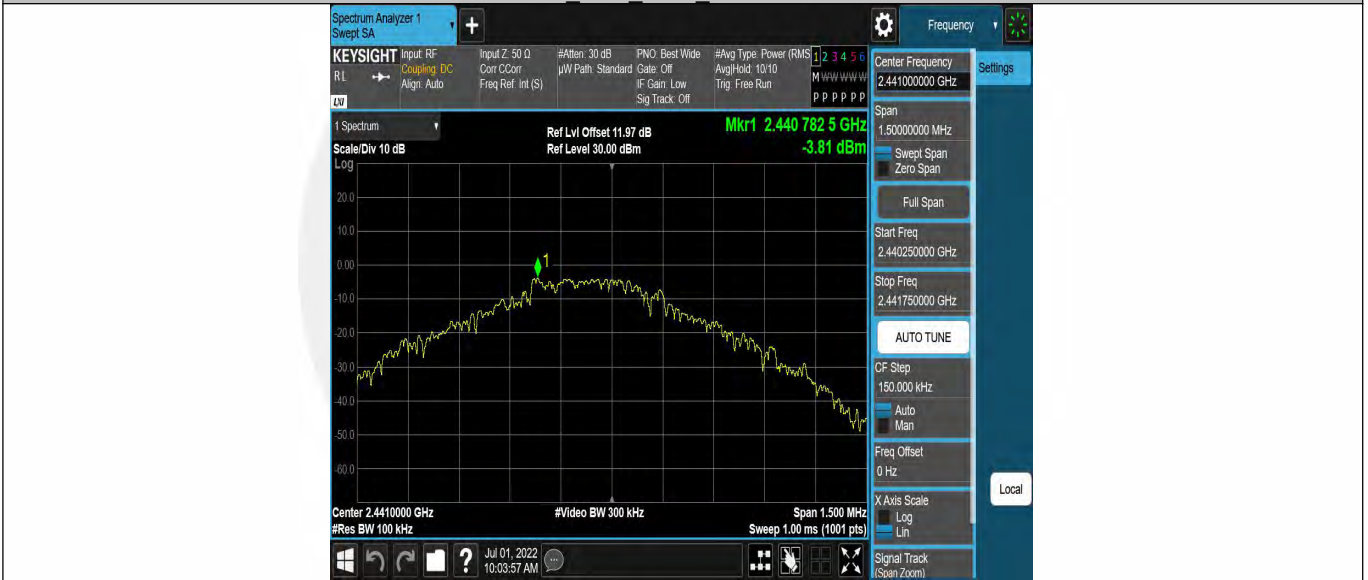 Spectrum Analyzer 1
Swept SA
+
Frequency
KEYSIGHT
R L
LXI
Input: RF
Coupling: DC
Align: Auto
Input Z: 50 Ω
Corr CCorr
Freq Ref: Int (S)
#Atten: 30 dB
µW Path: Standard
PNO: Best Wide
Gate: Off
IF Gain: Low
Sig Track: Off
#Avg Type: Power (RMS
Avg|Hold: 10/10
Trig: Free Run
1 2 3 4 5 6
M W W W W W
P P P P P P
1 Spectrum
Scale/Div 10 dB
Log
Ref Lvl Offset 11.97 dB
Ref Level 30.00 dBm
Mkr1 2.440 782 5 GHz
-3.81 dBm
20.0
10.0
0.00
-10.0
-20.0
-30.0
-40.0
-50.0
-60.0
1
Center 2.4410000 GHz
#Res BW 100 kHz
#Video BW 300 kHz
Span 1.500 MHz
Sweep 1.00 ms (1001 pts)
?
Jul 01, 2022
10:03:57 AM
Center Frequency
2.441000000 GHz
Settings
Span
1.50000000 MHz
Swept Span
Zero Span
Full Span
Start Freq
2.440250000 GHz
Stop Freq
2.441750000 GHz
AUTO TUNE
CF Step
150.000 kHz
Auto
Man
Freq Offset
0 Hz
X Axis Scale
Log
Lin
Local
Signal Track
(Span Zoom)